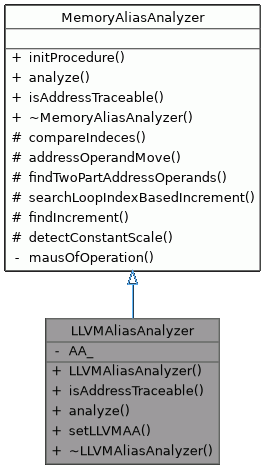 MemoryAliasAnalyzer
+ initProcedure()
+ analyze()
+ isAddressTraceable()
+ ~MemoryAliasAnalyzer()
# compareIndeces()
# addressOperandMove()
# findTwoPartAddressOperands()
# searchLoopIndexBasedIncrement()
# findIncrement()
# detectConstantScale()
- mausOfOperation()
LLVMAliasAnalyzer
- AA_
+ LLVMAliasAnalyzer()
+ isAddressTraceable()
+ analyze()
+ setLLVMAA()
+ ~LLVMAliasAnalyzer()